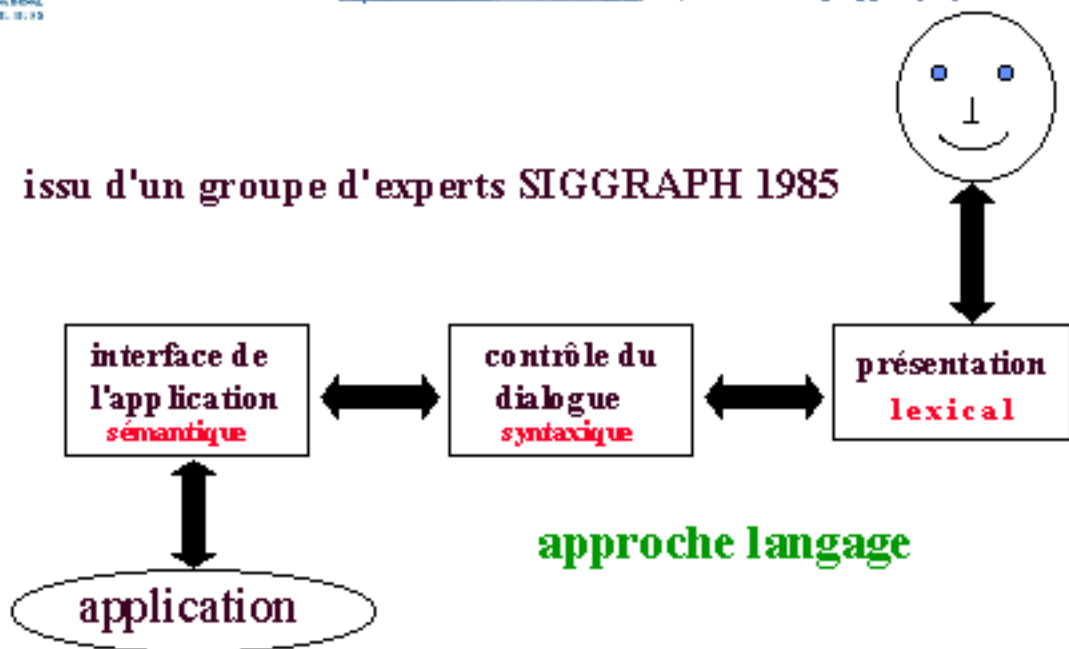 issu d'un groupe d'experts SIGGRAPH 1985
interface de
l'application
sémantique
contrôle du
dialogue
syntaxique
présentation
lexical
approche langage
application